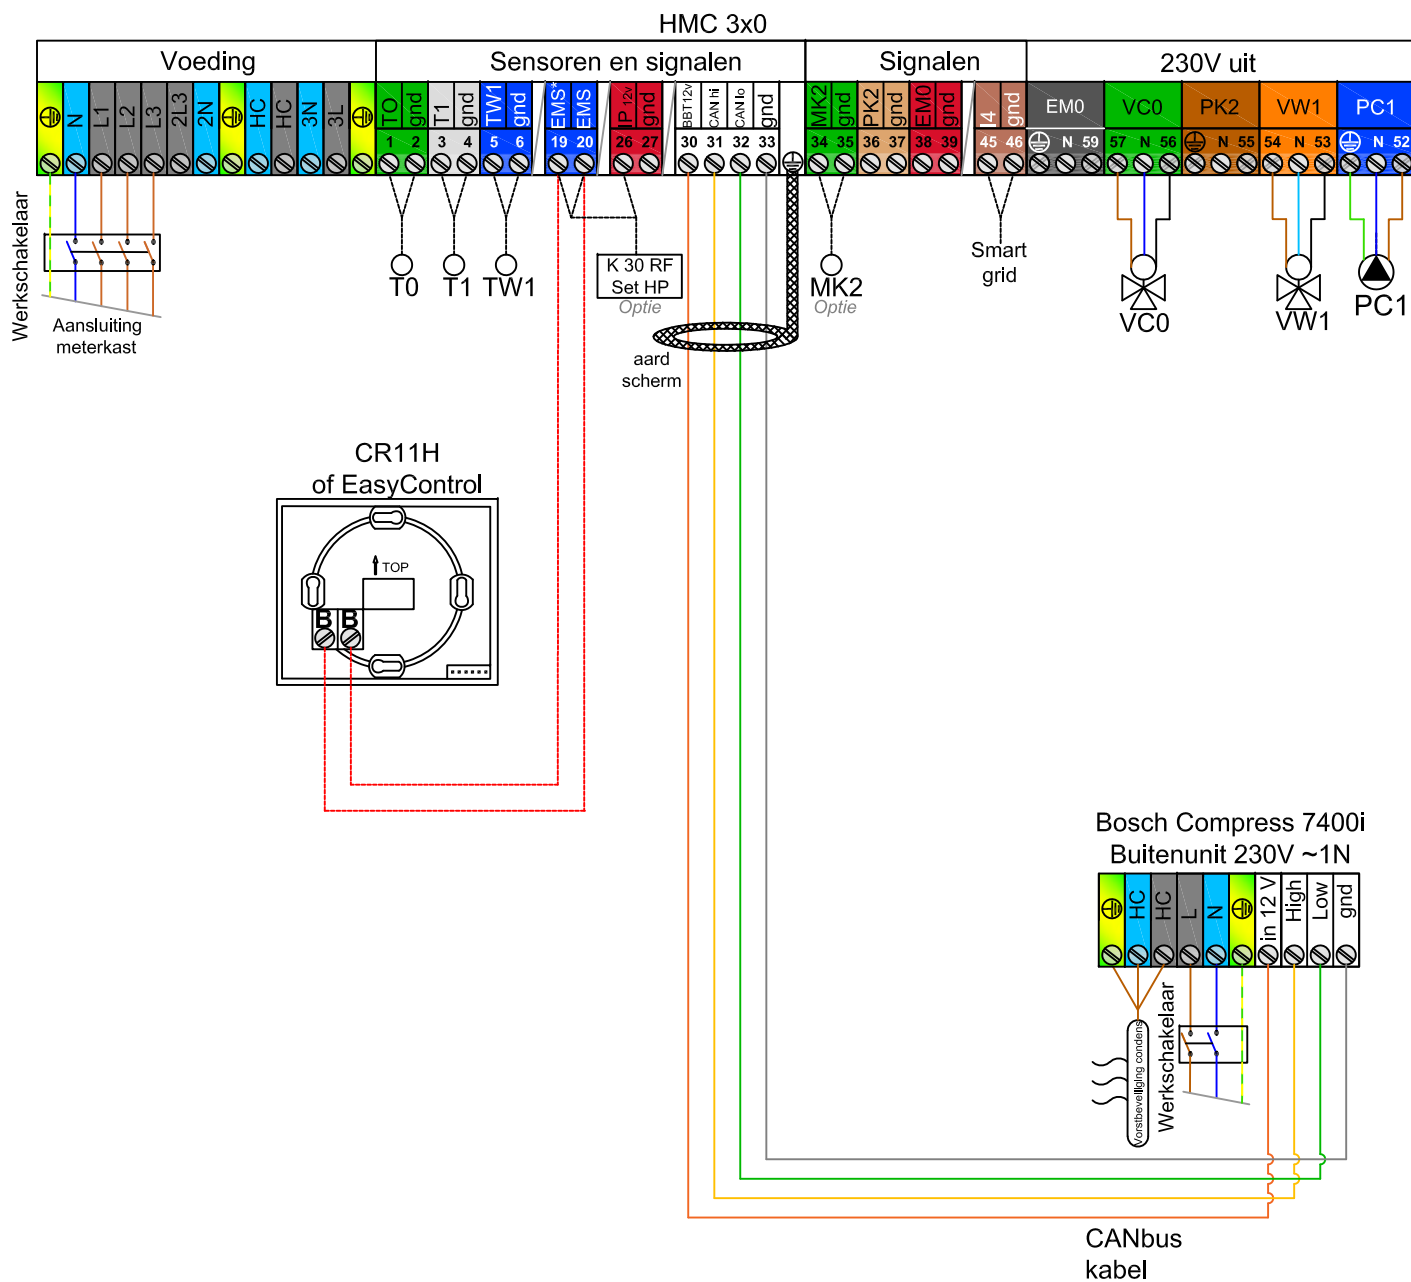 HMC 3x0
Voeding
Sensoren en signalen
Signalen
230V uit
N
L1
L2
L3
2L3
2N
HC
HC
3N
3L
TO
gnd
T1
gnd
TW1
gnd
EMS*
EMS
IP 12v
gnd
BBT12v
CAN hi
CAN lo
gnd
MK2
gnd
PK2
gnd
EM0
gnd
I4
gnd
EM0
VC0
PK2
VW1
PC1
1 2 3 4 5 6 19 20 26 27 30 31 32 33 34 35 36 37 38 39 45 46 N 59 57 N 56 N 55 54 N 53 N 52
Werkschakelaar
Aansluiting
meterkast
T0
T1
TW1
K 30 RF
Set HP
Optie
aard
scherm
MK2
Optie
Smart
grid
VC0
VW1
PC1
CR11H
of EasyControl
TOP
B B
Bosch Compress 7400i
Buitenunit 230V ~1N
HC
HC
L
N
in 12 V
High
Low
gnd
Vorstbeveiliging condens
Werkschakelaar
CANbus
kabel